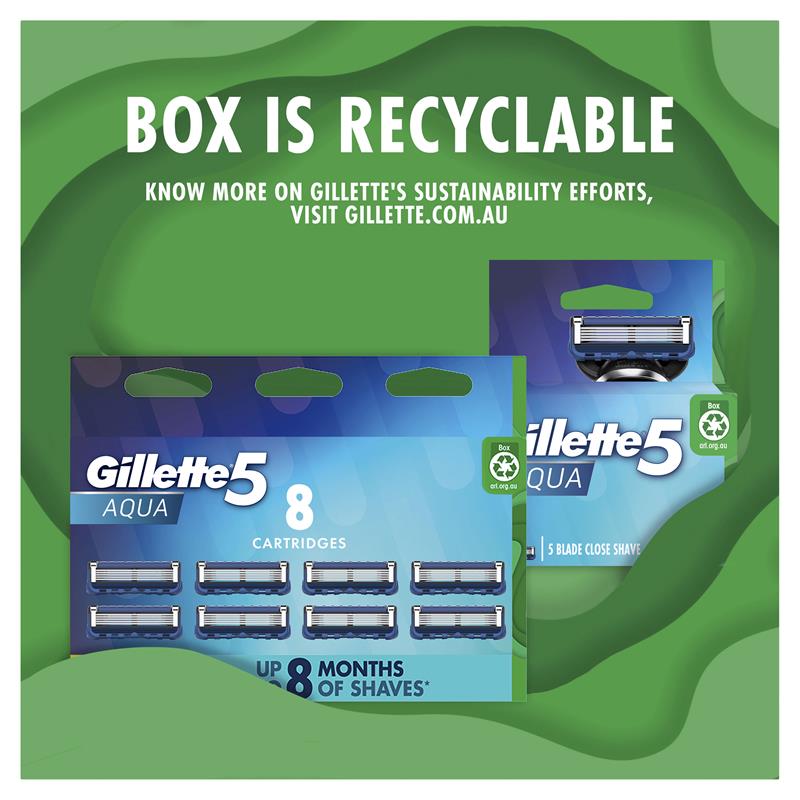 BOX IS RECYCLABLE
KNOW MORE ON GILLETTE'S SUSTAINABILITY EFFORTS,
VISIT GILLETTE.COM.AU
Gillette5
AQUA
8
CARTRIDGES
Box
arl.org.au
UP
8 MONTHS
OF SHAVES*
illette5
QUA
Box
arl.org.au
5 BLADE CLOSE SHAVE